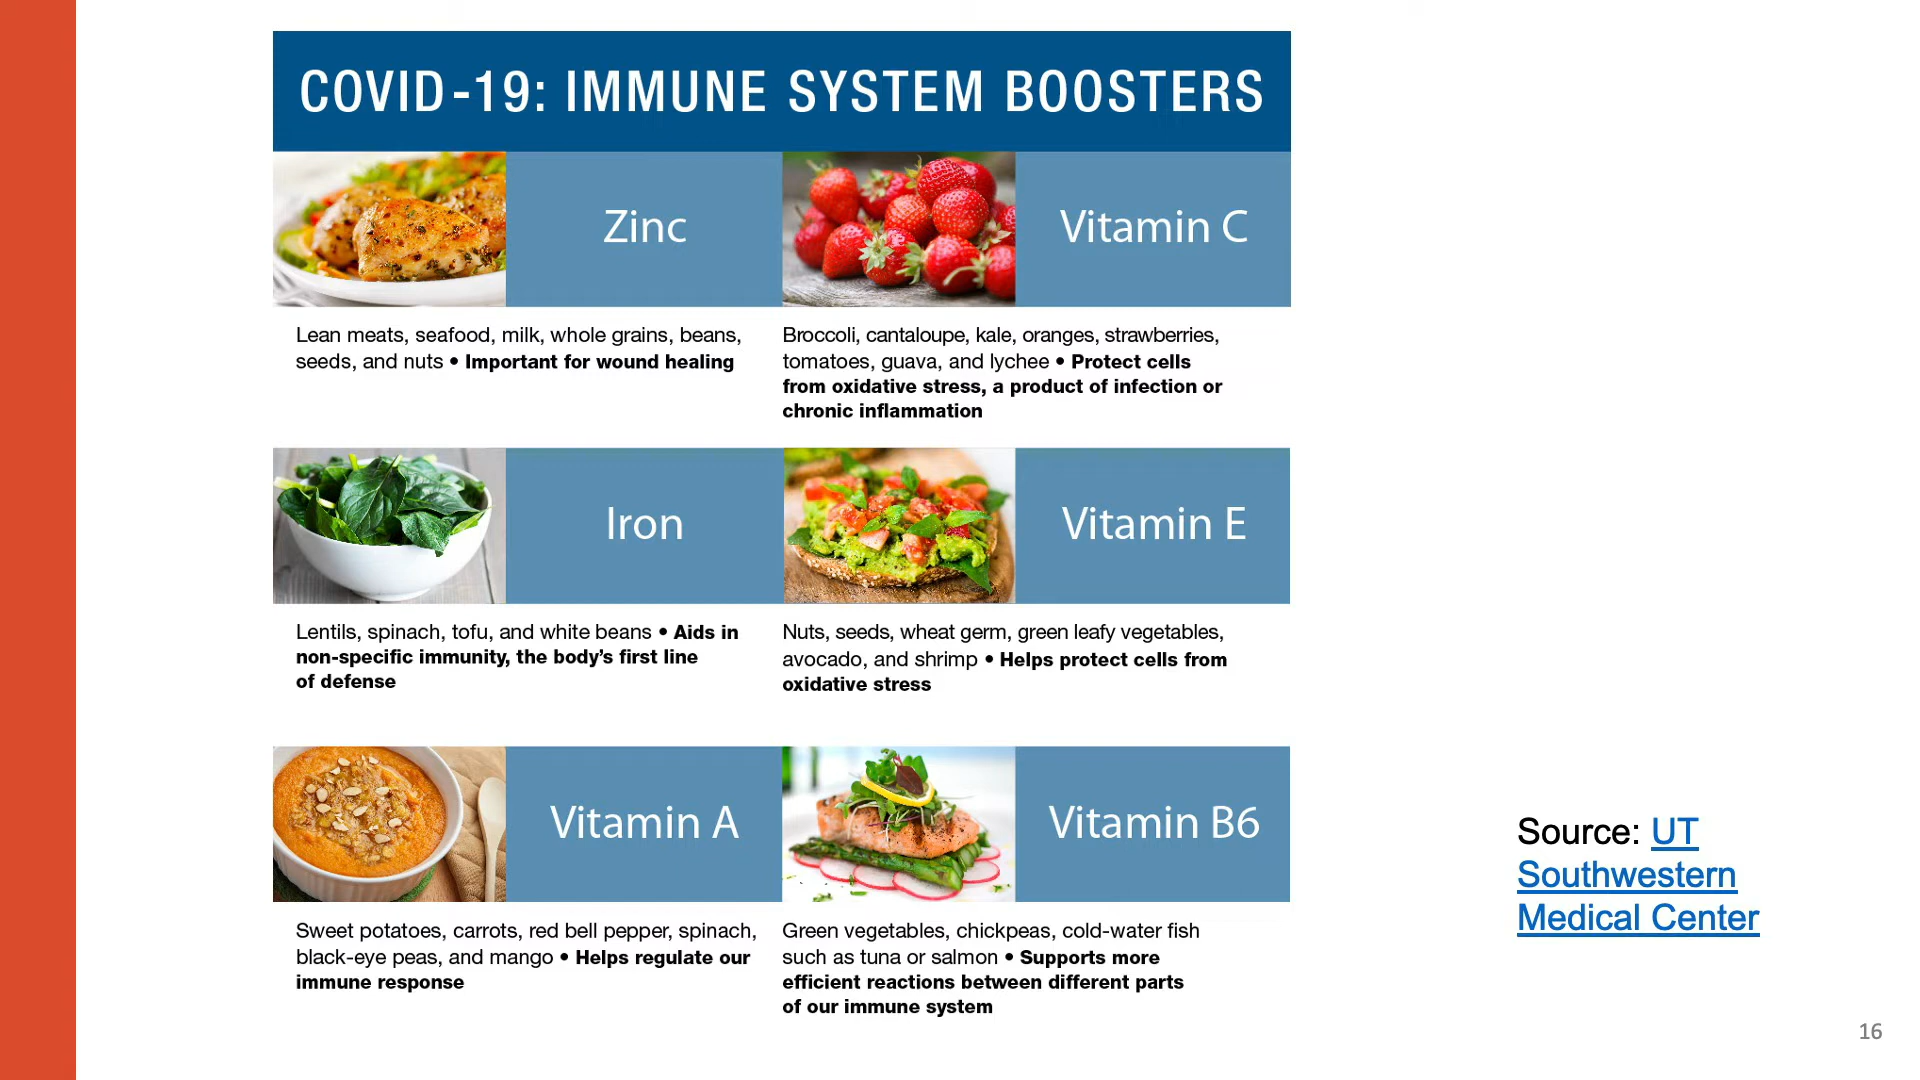 COVID-19: IMMUNE SYSTEM BOOSTERS
Zinc
Lean meats, seafood, milk, whole grains, beans,
seeds, and nuts • Important for wound healing
Vitamin C
Broccoli, cantaloupe, kale, oranges, strawberries,
tomatoes, guava, and lychee • Protect cells
from oxidative stress, a product of infection or
chronic inflammation
Iron
Lentils, spinach, tofu, and white beans • Aids in
non-specific immunity, the body’s first line
of defense
Vitamin E
Nuts, seeds, wheat germ, green leafy vegetables,
avocado, and shrimp • Helps protect cells from
oxidative stress
Vitamin A
Sweet potatoes, carrots, red bell pepper, spinach,
black-eye peas, and mango • Helps regulate our
immune response
Vitamin B6
Green vegetables, chickpeas, cold-water fish
such as tuna or salmon • Supports more
efficient reactions between different parts
of our immune system
Source: UT
Southwestern
Medical Center
16